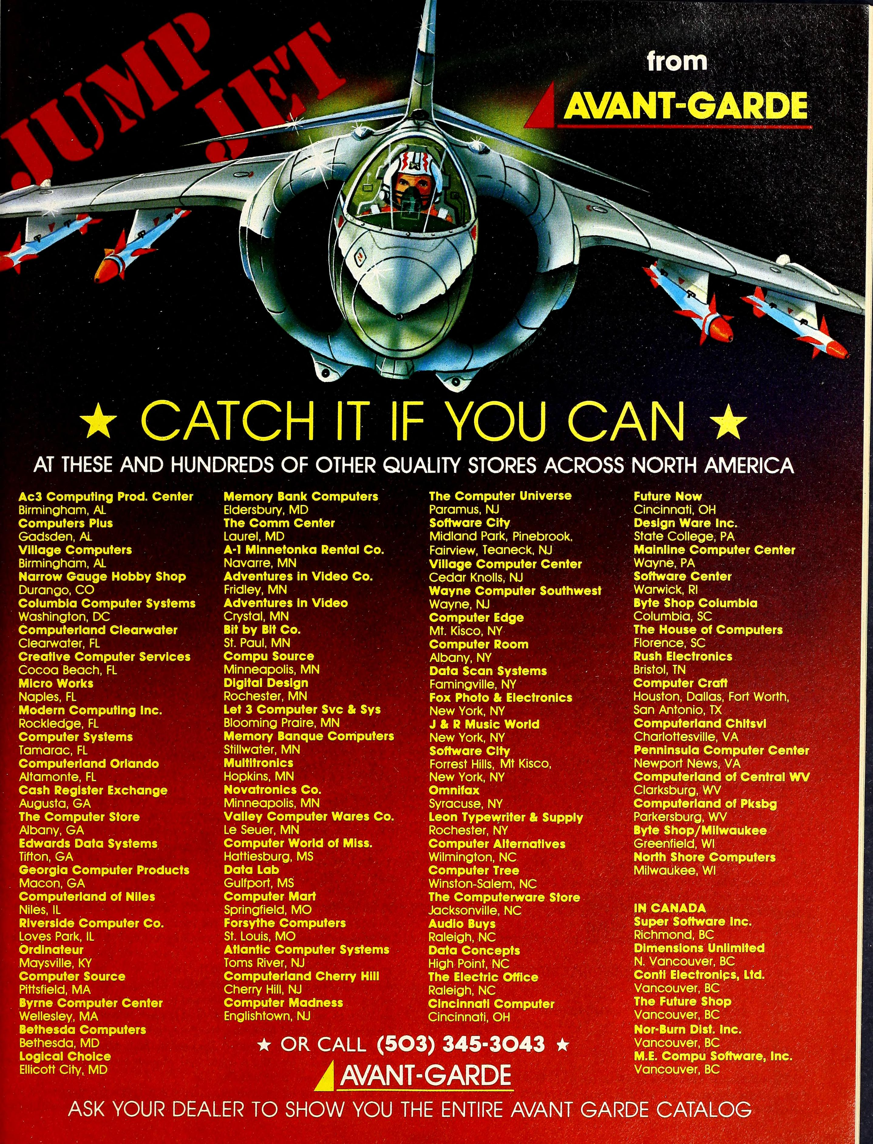 JUMP
JET
from
AVANT-GARDE
★ CATCH IT IF YOU CAN ★
AT THESE AND HUNDREDS OF OTHER QUALITY STORES ACROSS NORTH AMERICA
Ac3 Computing Prod. Center
Birmingham, AL
Computers Plus
Gadsden, AL
Village Computers
Birmingham, AL
Narrow Gauge Hobby Shop
Durango, CO
Columbia Computer Systems
Washington, DC
Computerland Clearwater
Clearwater, FL
Creative Computer Services
Cocoa Beach, FL
Micro Works
Naples, FL
Modern Computing Inc.
Rockledge, FL
Computer Systems
Tamarac, FL
Computerland Orlando
Altamonte, FL
Cash Register Exchange
Augusta, GA
The Computer Store
Albany, GA
Edwards Data Systems
Tifton, GA
Georgia Computer Products
Macon, GA
Computerland of Niles
Niles, IL
Riverside Computer Co.
Loves Park, IL
Ordinateur
Maysville, KY
Computer Source
Pittsfield, MA
Byrne Computer Center
Wellesley, MA
Bethesda Computers
Bethesda, MD
Logical Choice
Ellicott City, MD
Memory Bank Computers
Eldersbury, MD
The Comm Center
Laurel, MD
A-1 Minnetonka Rental Co.
Navarre, MN
Adventures in Video Co.
Fridley, MN
Adventures in Video
Crystal, MN
Bit by Bit Co.
St. Paul, MN
Compu Source
Minneapolis, MN
Digital Design
Rochester, MN
Let 3 Computer Svc & Sys
Blooming Praire, MN
Memory Banque Computers
Stillwater, MN
Multitronics
Hopkins, MN
Novatronics Co.
Minneapolis, MN
Valley Computer Wares Co.
Le Seuer, MN
Computer World of Miss.
Hattiesburg, MS
Data Lab
Gulfport, MS
Computer Mart
Springfield, MO
Forsythe Computers
St. Louis, MO
Atlantic Computer Systems
Toms River, NJ
Computerland Cherry Hill
Cherry Hill, NJ
Computer Madness
Englishtown, NJ
The Computer Universe
Paramus, NJ
Software City
Midland Park, Pinebrook,
Fairview, Teaneck, NJ
Village Computer Center
Cedar Knolls, NJ
Wayne Computer Southwest
Wayne, NJ
Computer Edge
Mt. Kisco, NY
Computer Room
Albany, NY
Data Scan Systems
Famingville, NY
Fox Photo & Electronics
New York, NY
J & R Music World
New York, NY
Software City
Forrest Hills, Mt Kisco,
New York, NY
Omnifax
Syracuse, NY
Leon Typewriter & Supply
Rochester, NY
Computer Alternatives
Wilmington, NC
Computer Tree
Winston-Salem, NC
The Computerware Store
Jacksonville, NC
Audio Buys
Raleigh, NC
Data Concepts
High Point, NC
The Electric Office
Raleigh, NC
Cincinnati Computer
Cincinnati, OH
Future Now
Cincinnati, OH
Design Ware Inc.
State College, PA
Mainline Computer Center
Wayne, PA
Software Center
Warwick, RI
Byte Shop Columbia
Columbia, SC
The House of Computers
Florence, SC
Rush Electronics
Bristol, TN
Computer Craft
Houston, Dallas, Fort Worth,
San Antonio, TX
Computerland Chltsvl
Charlottesville, VA
Penninsula Computer Center
Newport News, VA
Computerland of Central WV
Clarksburg, WV
Computerland of Pksbg
Parkersburg, WV
Byte Shop/Milwaukee
Greenfield, WI
North Shore Computers
Milwaukee, WI
IN CANADA
Super Software Inc.
Richmond, BC
Dimensions Unlimited
N. Vancouver, BC
Conti Electronics, Ltd.
Vancouver, BC
The Future Shop
Vancouver, BC
Nor-Burn Dist. Inc.
Vancouver, BC
M.E. Compu Software, Inc.
Vancouver, BC
★ OR CALL (503) 345-3043 ★
AVANT-GARDE
ASK YOUR DEALER TO SHOW YOU THE ENTIRE AVANT GARDE CATALOG